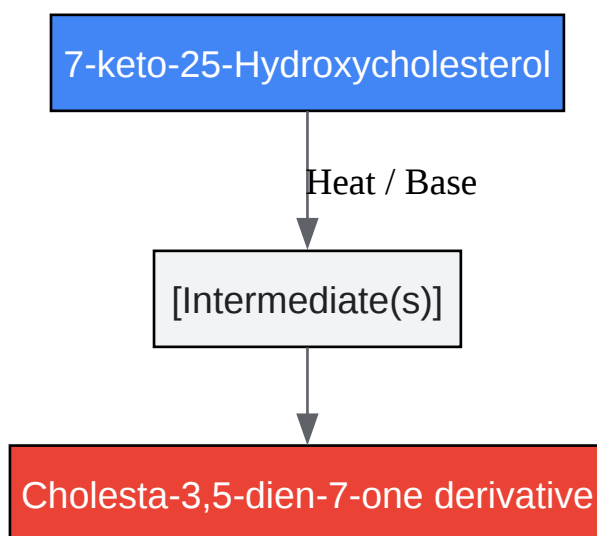 7-keto-25-Hydroxycholesterol
Heat / Base
[Intermediate(s)]
Cholesta-3,5-dien-7-one derivative